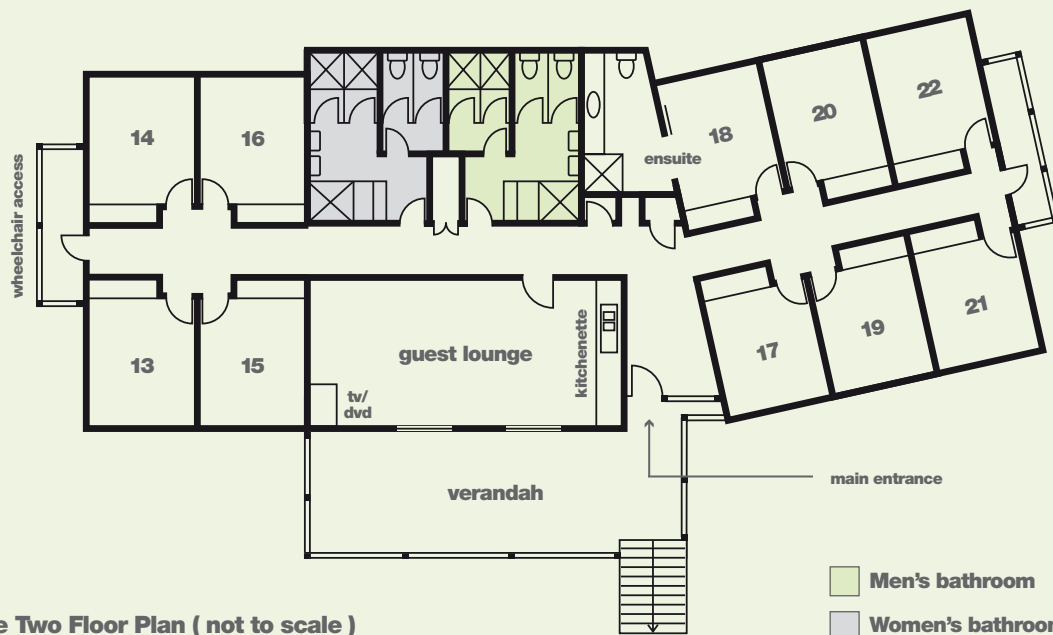 14
16
18
20
22
ensuite
wheelchair access
13
15
guest lounge
tv/
dvd
kitchenette
17
19
21
verandah
main entrance
Men's bathroom
Two Floor Plan ( not to scale )
Women's